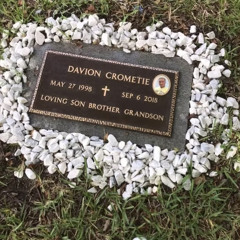 DAVION CROMETIE
MAY 27 1998 SEP 6 2018
LOVING SON BROTHER GRANDSON